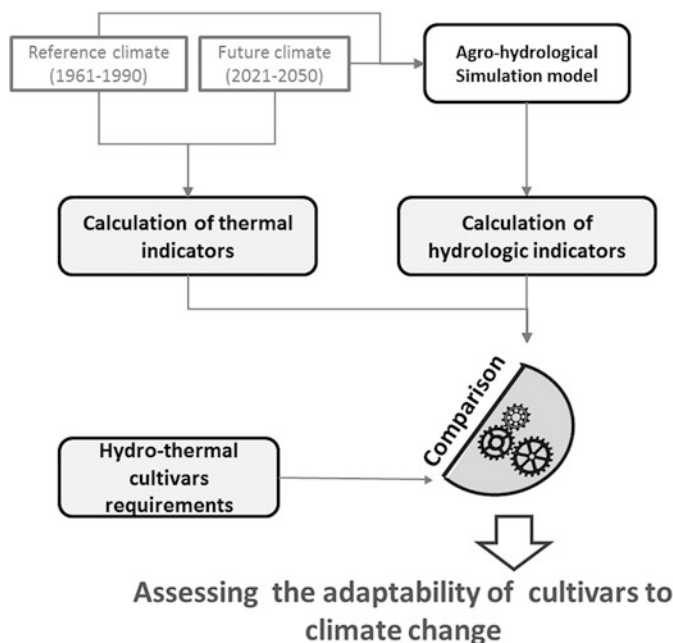 Reference climate
(1961-1990)
Future climate
(2021-2050)
Agro-hydrological
Simulation model
Calculation of thermal
indicators
Calculation of
hydrologic indicators
Comparison
Hydro-thermal
cultivars
requirements
Assessing the adaptability of cultivars to
climate change